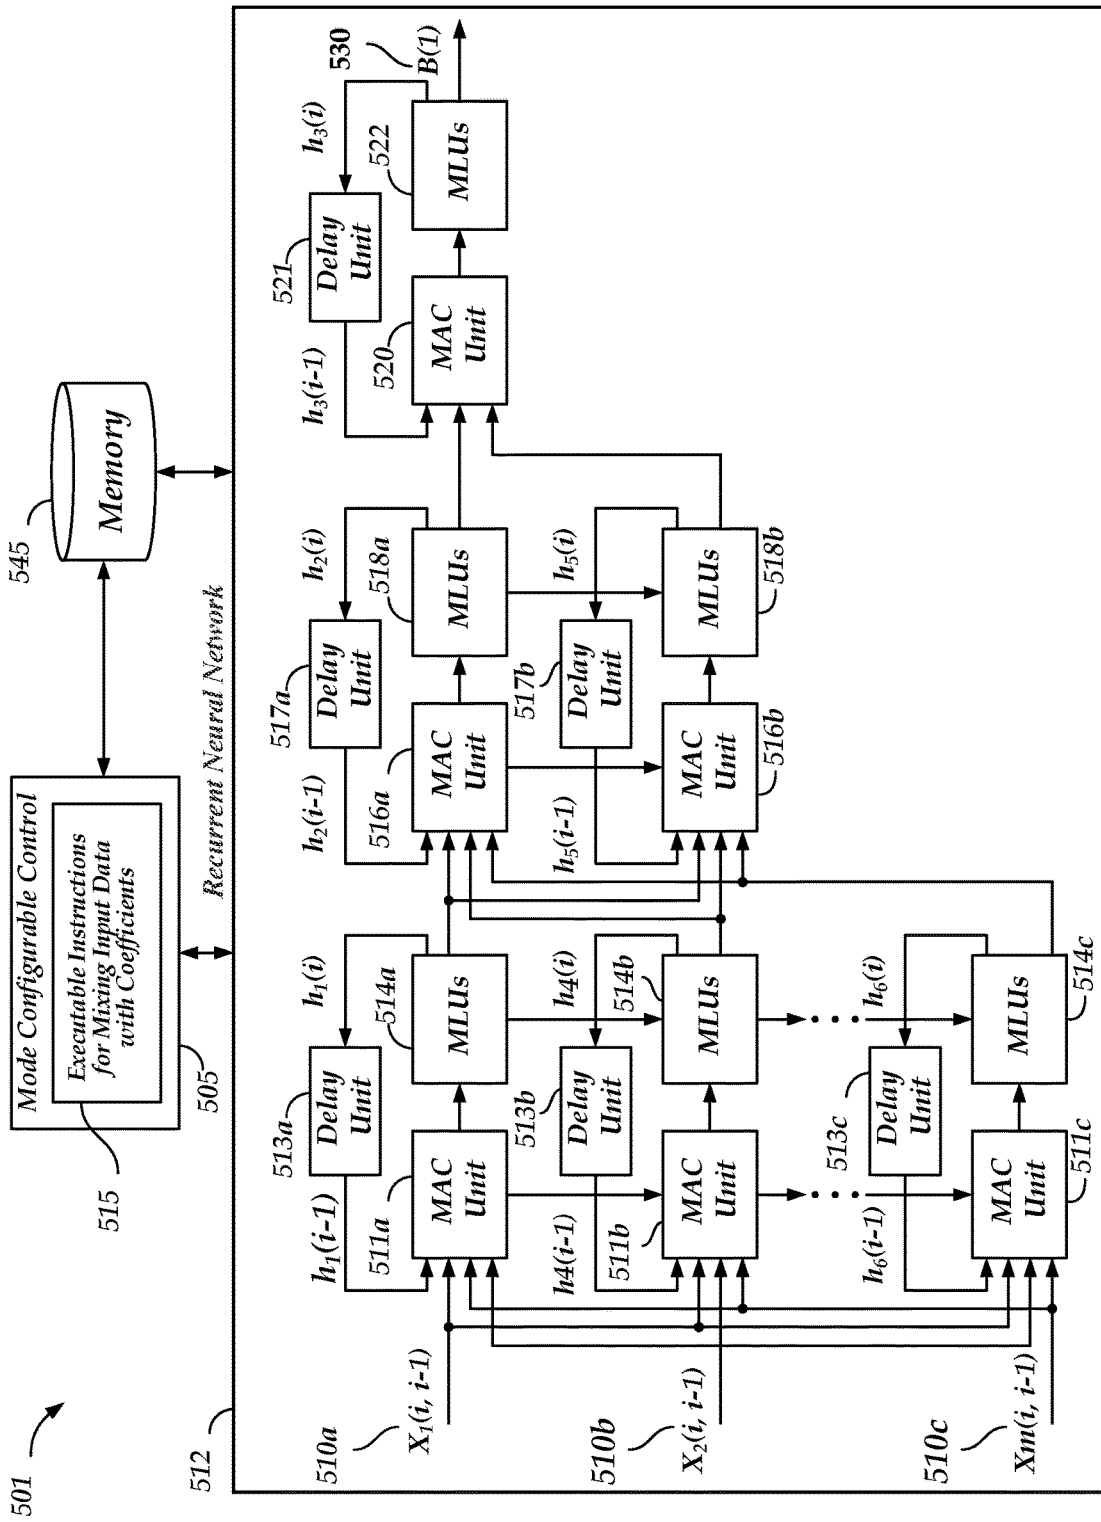 501
Mode Configurable Control
Executable Instructions
for Mixing Input Data
with Coefficients
515
505
545
Memory
Recurrent Neural Network
512
510a
X₁(i, i-1)
h₁(i-1)
513a
Delay
Unit
h₁(i)
511a
MAC
Unit
514a
MLUs
h₂(i-1)
517a
Delay
Unit
h₂(i)
516a
MAC
Unit
518a
MLUs
h₃(i-1)
521
Delay
Unit
h₃(i)
520
MAC
Unit
522
MLUs
530
B(1)
510b
X₂(i, i-1)
h4(i-1)
513b
Delay
Unit
h4(i)
511b
MAC
Unit
514b
MLUs
h₅(i-1)
517b
Delay
Unit
h₅(i)
MAC
Unit
516b
MLUs
518b
510c
Xm(i, i-1)
h₆(i-1)
513c
Delay
Unit
h₆(i)
MAC
Unit
511c
MLUs
514c